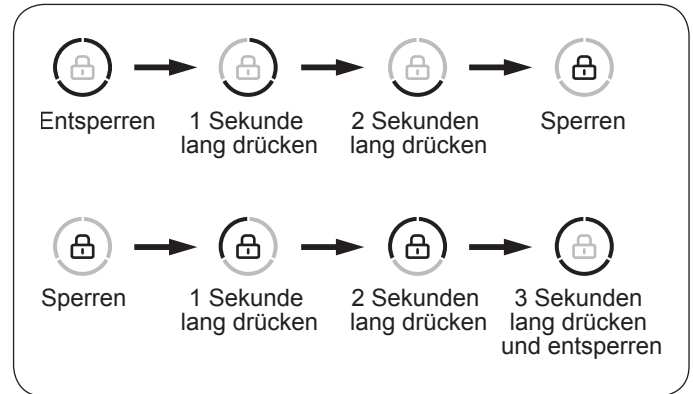 Entsperren
1 Sekunde
lang drücken
2 Sekunden
lang drücken
Sperren
Sperren
1 Sekunde
lang drücken
2 Sekunden
lang drücken
3 Sekunden
lang drücken
und entsperren